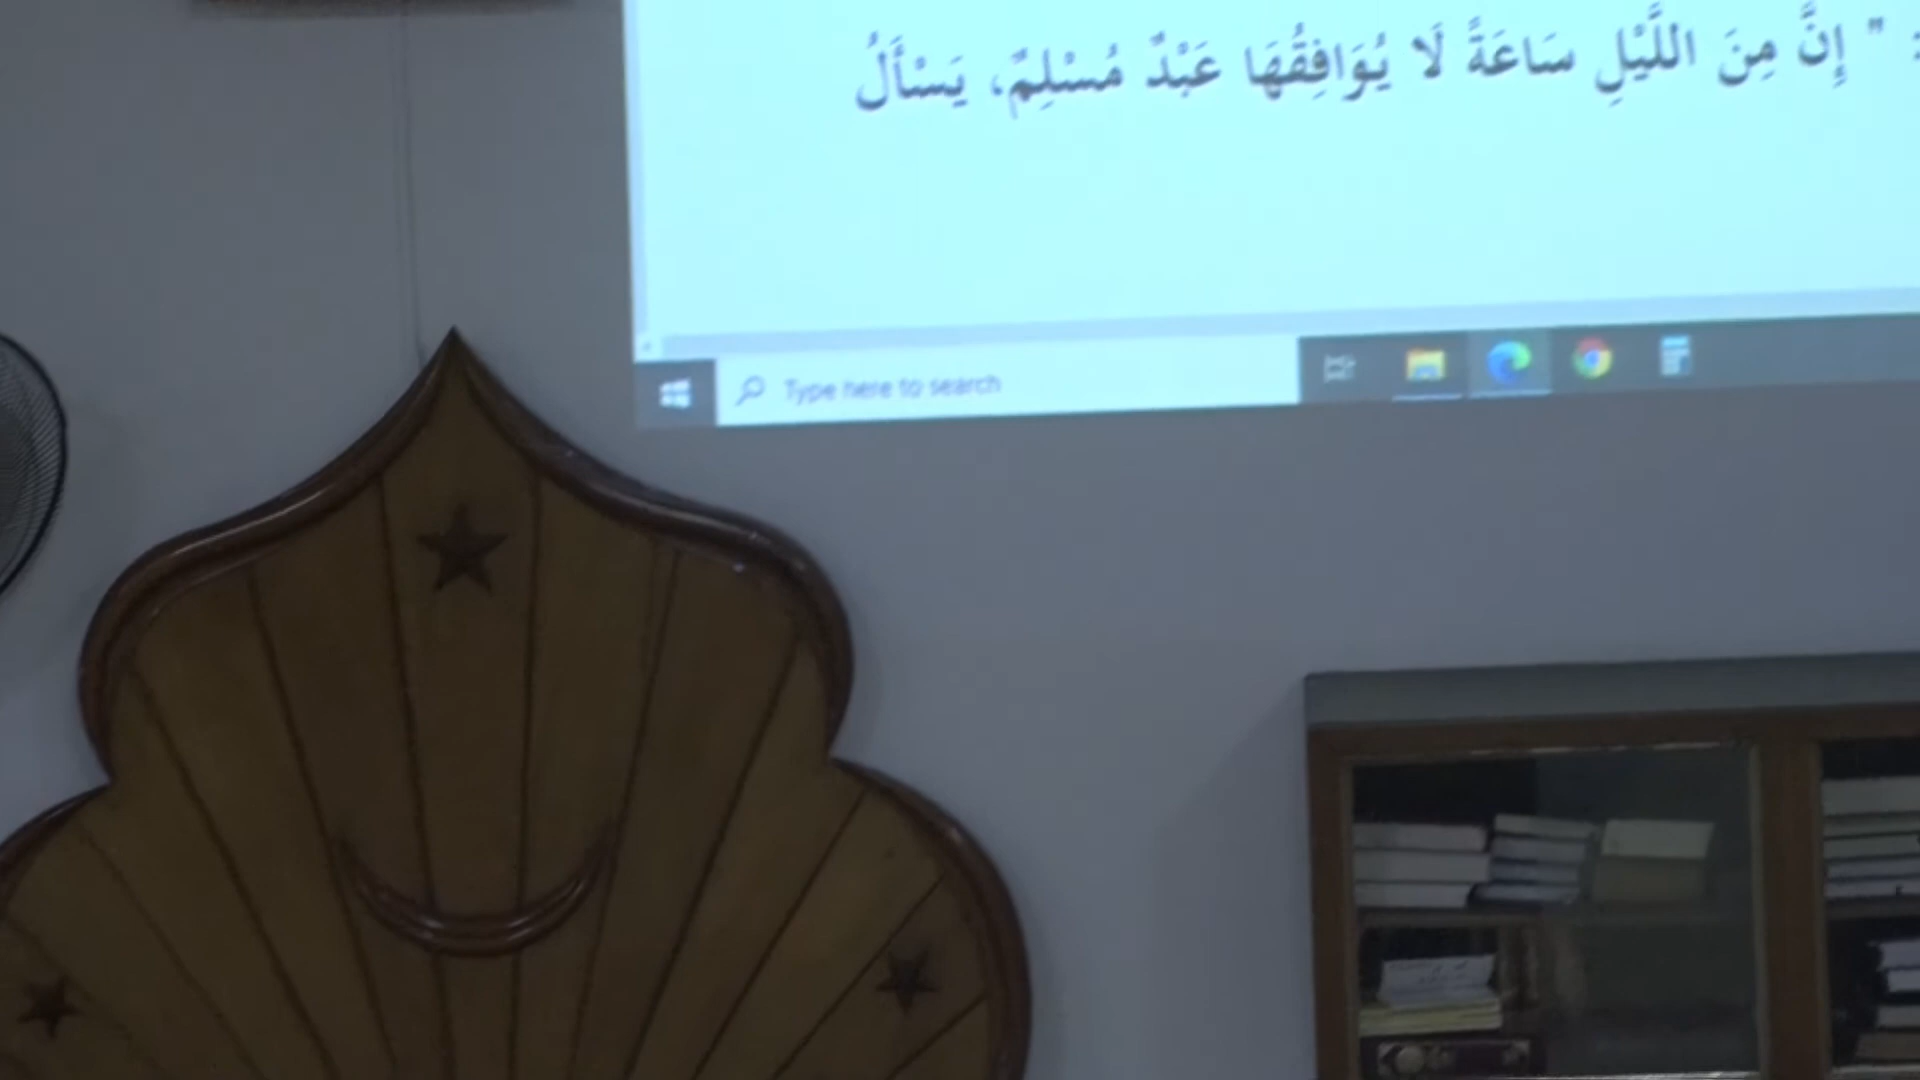 : " إِنَّ مِنَ اللَّيْلِ سَاعَةً لَا يُوَافِقُهَا عَبْدٌ مُسْلِمٌ، يَسْأَلُ
Type here to search